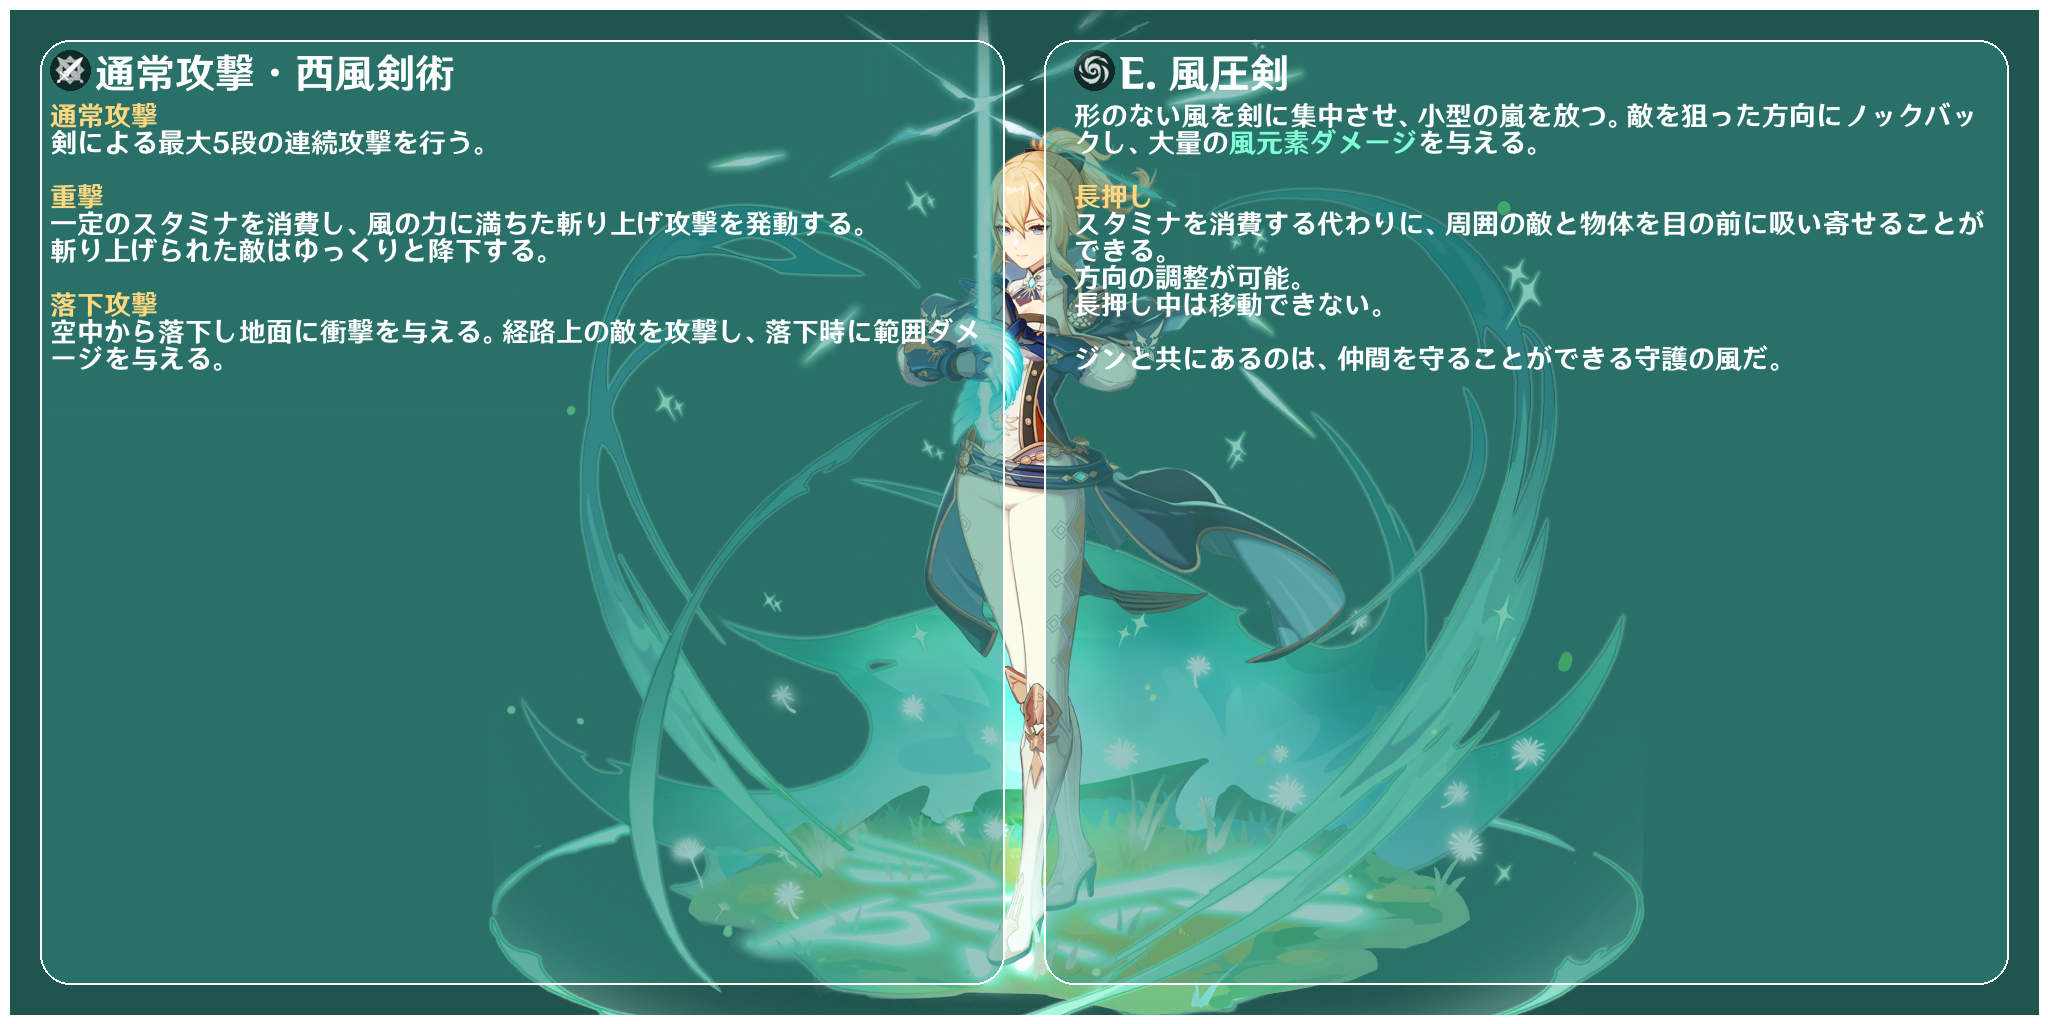 通常攻撃・西風剣術
通常攻撃
剣による最大5段の連続攻撃を行う。
重撃
一定のスタミナを消費し、風の力に満ちた斬り上げ攻撃を発動する。
斬り上げられた敵はゆっくりと降下する。
落下攻撃
空中から落下し地面に衝撃を与える。経路上の敵を攻撃し、落下時に範囲ダメ
ージを与える。
E. 風圧剣
形のない風を剣に集中させ、小型の嵐を放つ。敵を狙った方向にノックバッ
クし、大量の風元素ダメージを与える。
長押し
スタミナを消費する代わりに、周囲の敵と物体を目の前に吸い寄せることが
できる。
方向の調整が可能。
長押し中は移動できない。
ジンと共にあるのは、仲間を守ることができる守護の風だ。